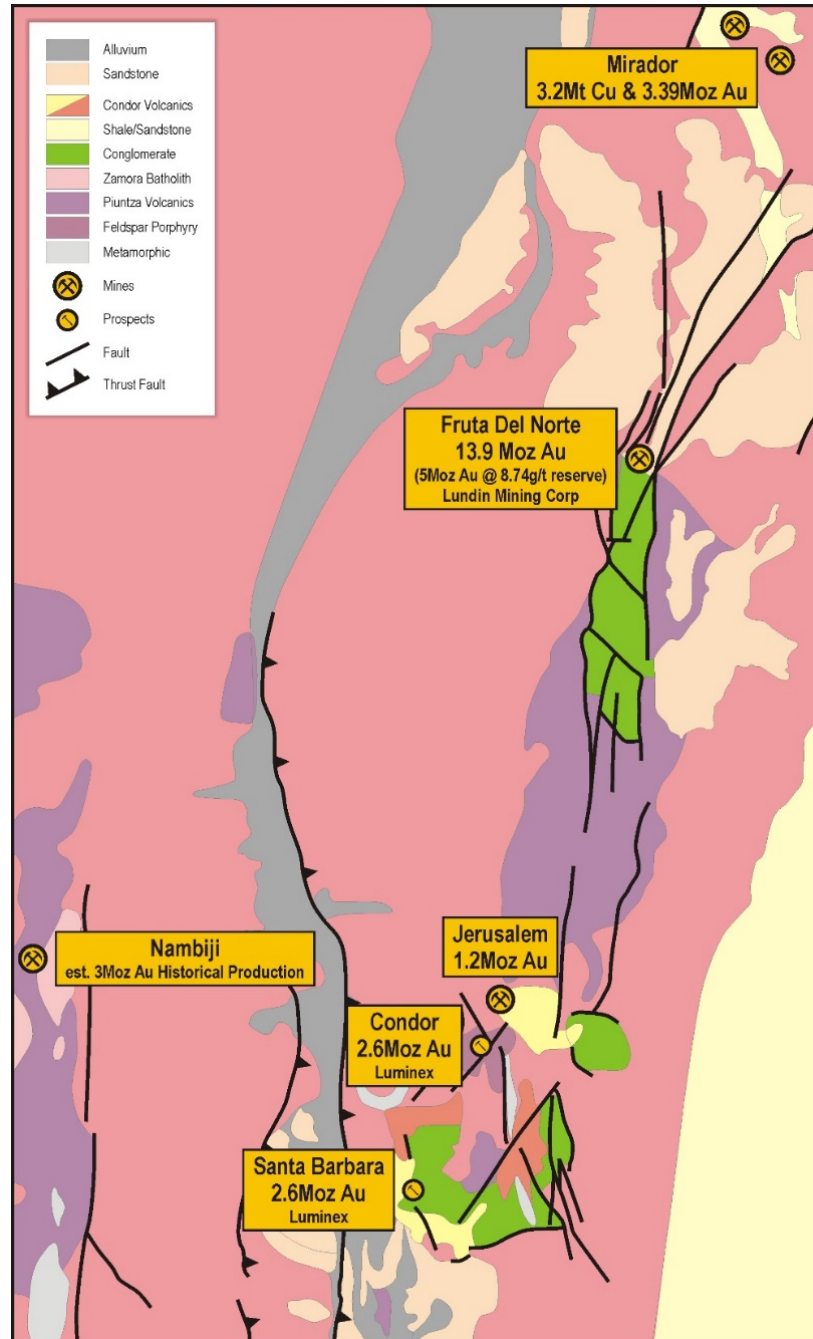 Alluvium
Sandstone
Condor Volcanics
Shale/Sandstone
Conglomerate
Zamora Batholith
Piuntza Volcanics
Feldspar Porphyry
Metamorphic
Mines
Prospects
Fault
Thrust Fault
Mirador
3.2Mt Cu & 3.39Moz Au
Fruta Del Norte
13.9 Moz Au
(5Moz Au @ 8.74g/t reserve)
Lundin Mining Corp
Nambiji
est. 3Moz Au Historical Production
Jerusalem
1.2Moz Au
Condor
2.6Moz Au
Luminex
Santa Barbara
2.6Moz Au
Luminex